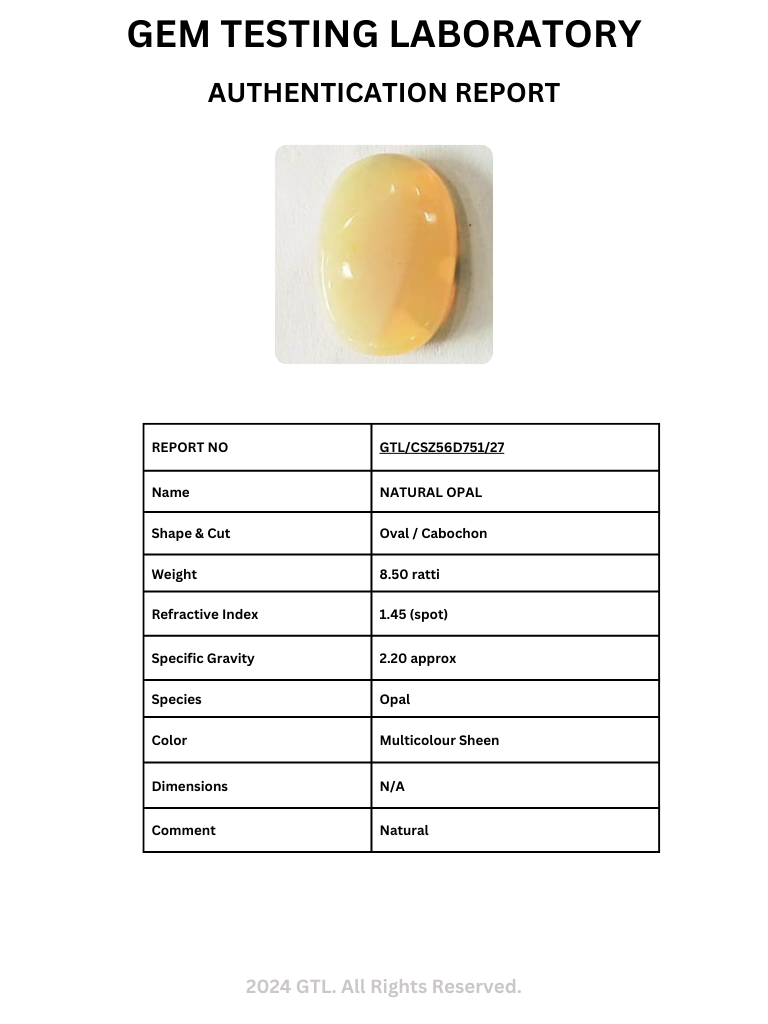 GEM TESTING LABORATORY
AUTHENTICATION REPORT
REPORT NO GTL/CSZ56D751/27
Name NATURAL OPAL
Shape & Cut Oval / Cabochon
Weight 8.50 ratti
Refractive Index 1.45 (spot)
Specific Gravity 2.20 approx
Species Opal
Color Multicolour Sheen
Dimensions N/A
Comment Natural
2024 GTL. All Rights Reserved.